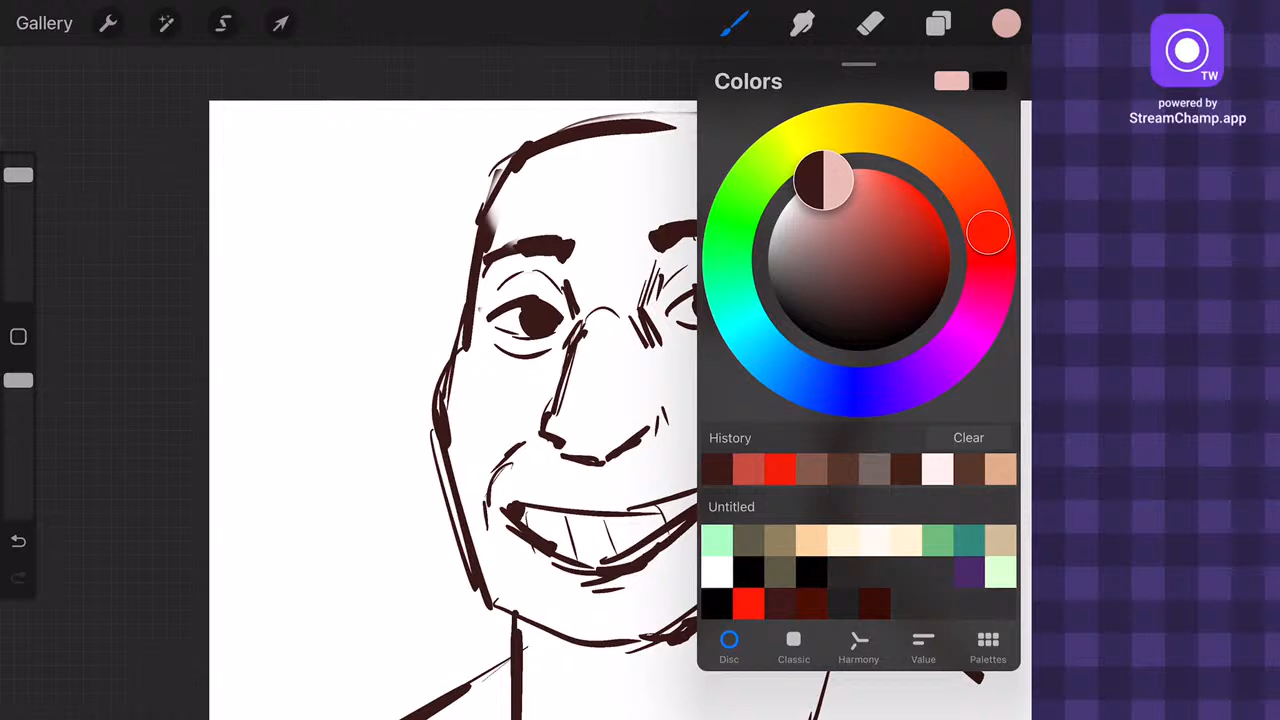 Gallery
TW
powered by
StreamChamp.app
Colors
History
Clear
Untitled
Disc
Classic
Harmony
Value
Palettes